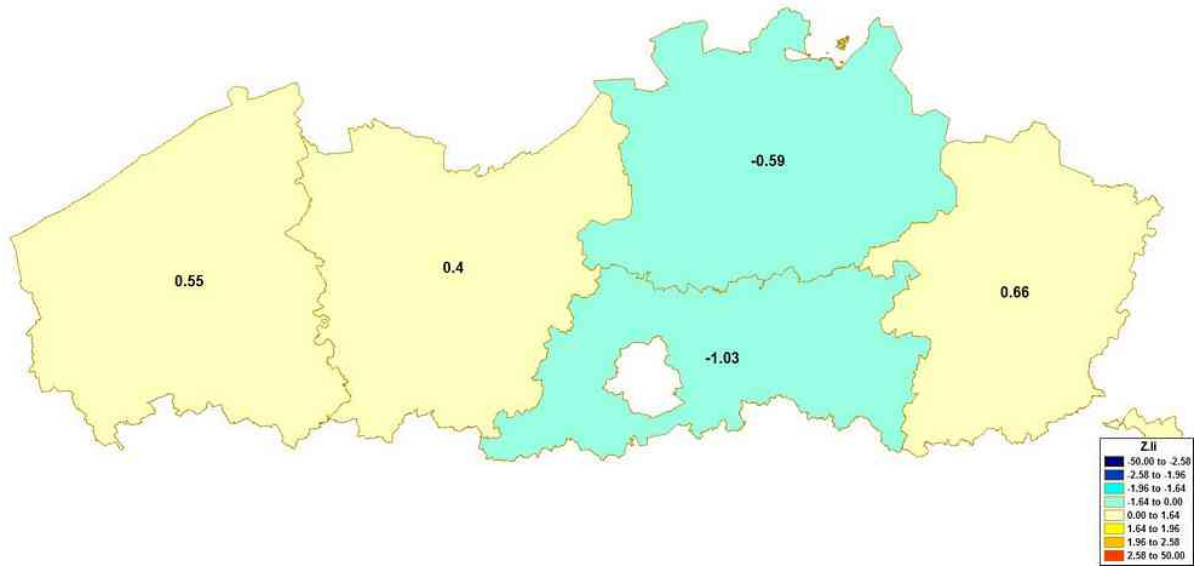 -0.59
0.55
0.4
0.66
-1.03
Z.Ii
-50.00 to -2.58
-2.58 to -1.96
-1.96 to -1.64
-1.64 to 0.00
0.00 to 1.64
1.64 to 1.96
1.96 to 2.58
2.58 to 50.00